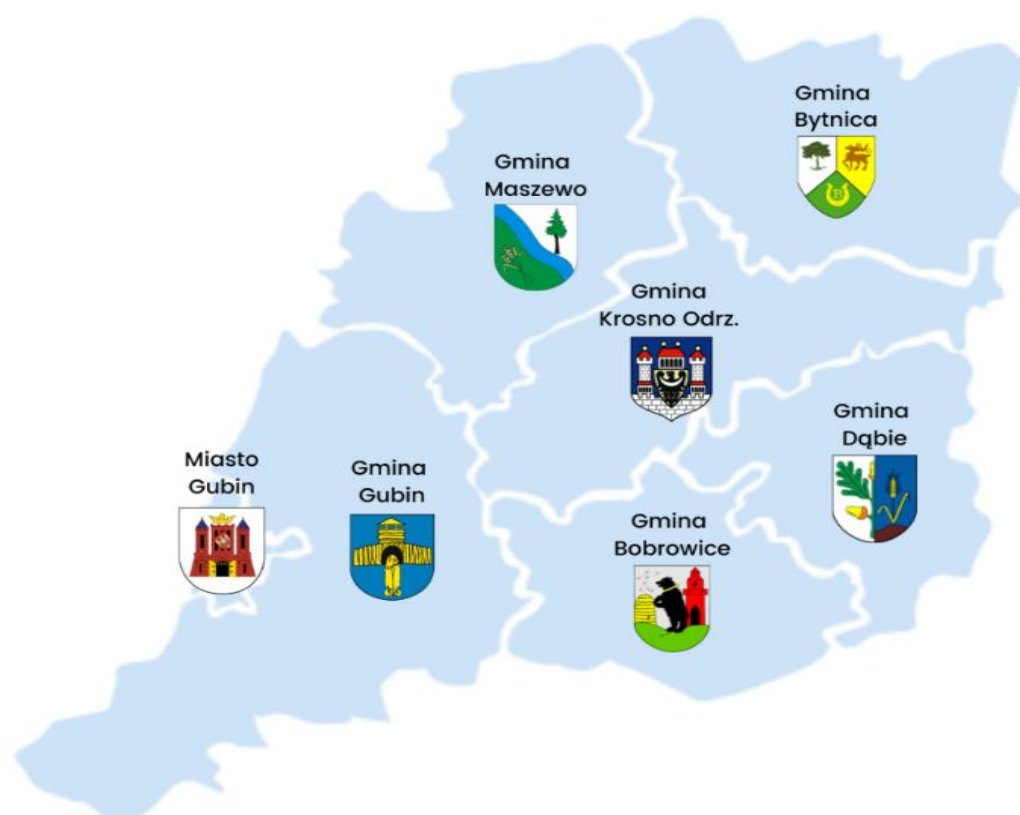 Gmina
Bytnica
B
Gmina
Maszewo
Gmina
Krosno Odrz.
Gmina
Dąbie
Miasto
Gubin
Gmina
Gubin
Gmina
Bobrowice